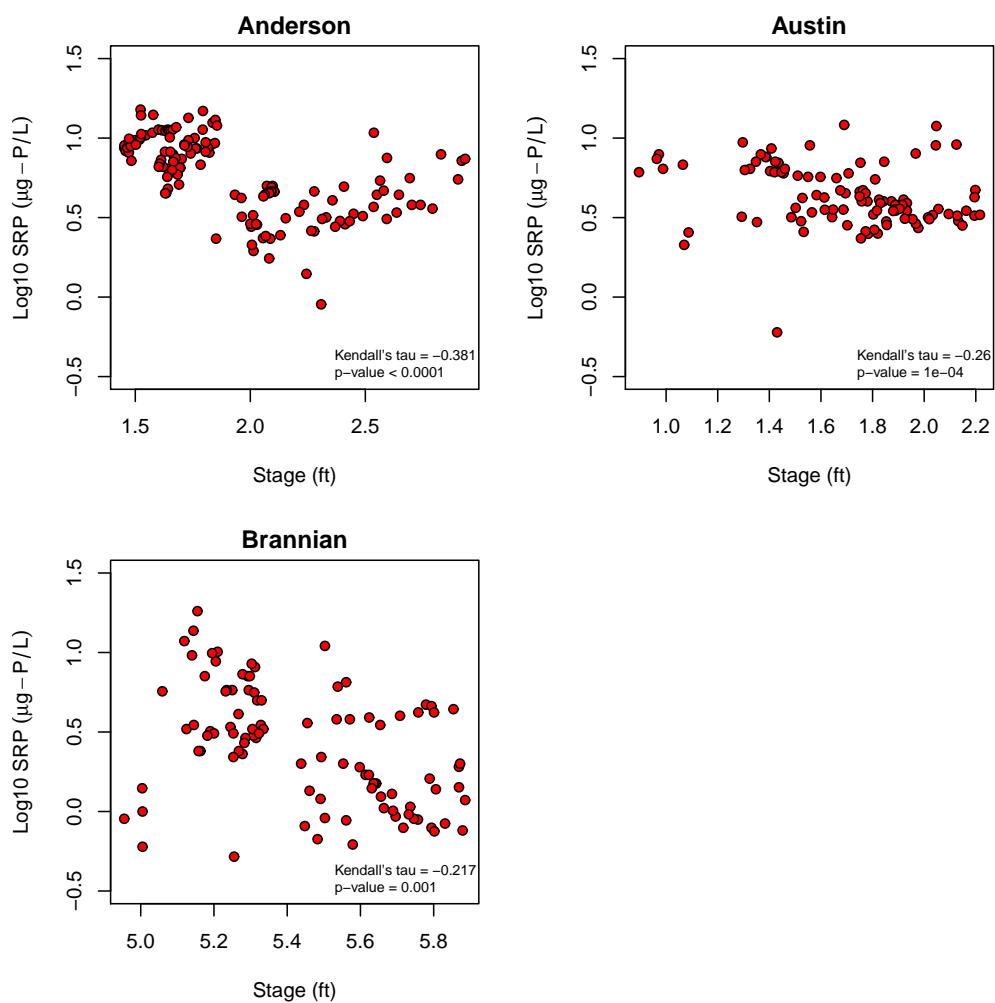 Anderson
Log10 SRP (μg−P/L)
1.5
1.0
0.5
0.0
−0.5
Kendall's tau = −0.381
p−value < 0.0001
1.5 2.0 2.5
Stage (ft)
Austin
Log10 SRP (μg−P/L)
1.5
1.0
0.5
0.0
−0.5
Kendall's tau = −0.26
p−value = 1e−04
1.0 1.2 1.4 1.6 1.8 2.0 2.2
Stage (ft)
Brannian
Log10 SRP (μg−P/L)
1.5
1.0
0.5
0.0
−0.5
Kendall's tau = −0.217
p−value = 0.001
5.0 5.2 5.4 5.6 5.8
Stage (ft)